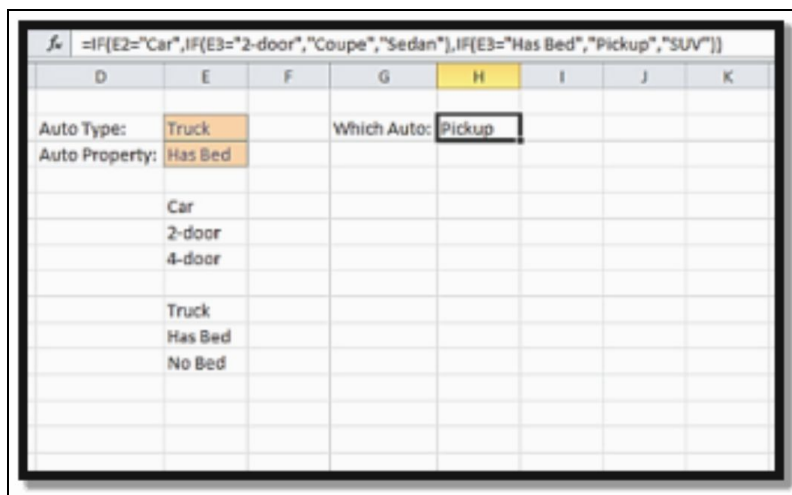 fx =IF(E2="Car",IF(E3="2-door","Coupe","Sedan"),IF(E3="Has Bed","Pickup","SUV"))
D E F G H I J K
Auto Type: Truck Which Auto: Pickup
Auto Property: Has Bed
Car
2-door
4-door
Truck
Has Bed
No Bed